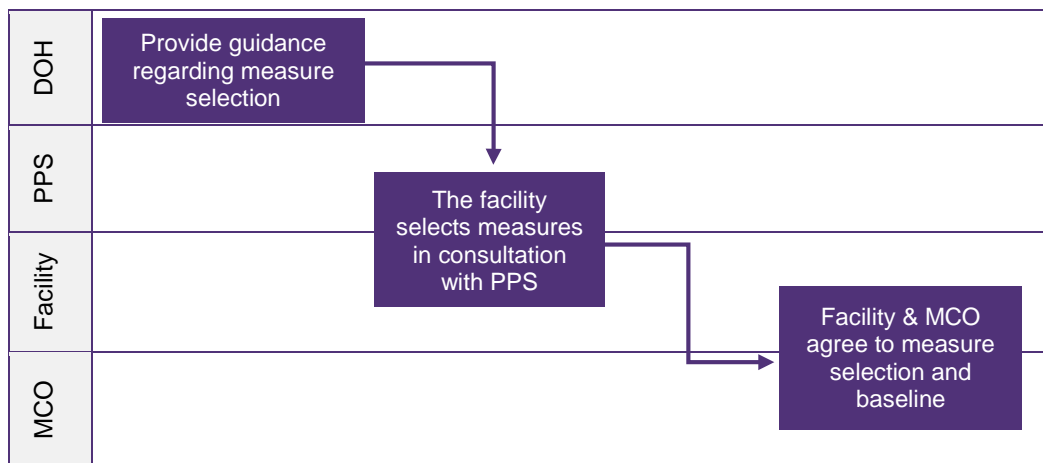 DOH
Provide guidance
regarding measure
selection
PPS
The facility
selects measures
in consultation
with PPS
Facility
Facility & MCO
agree to measure
selection and
baseline
MCO